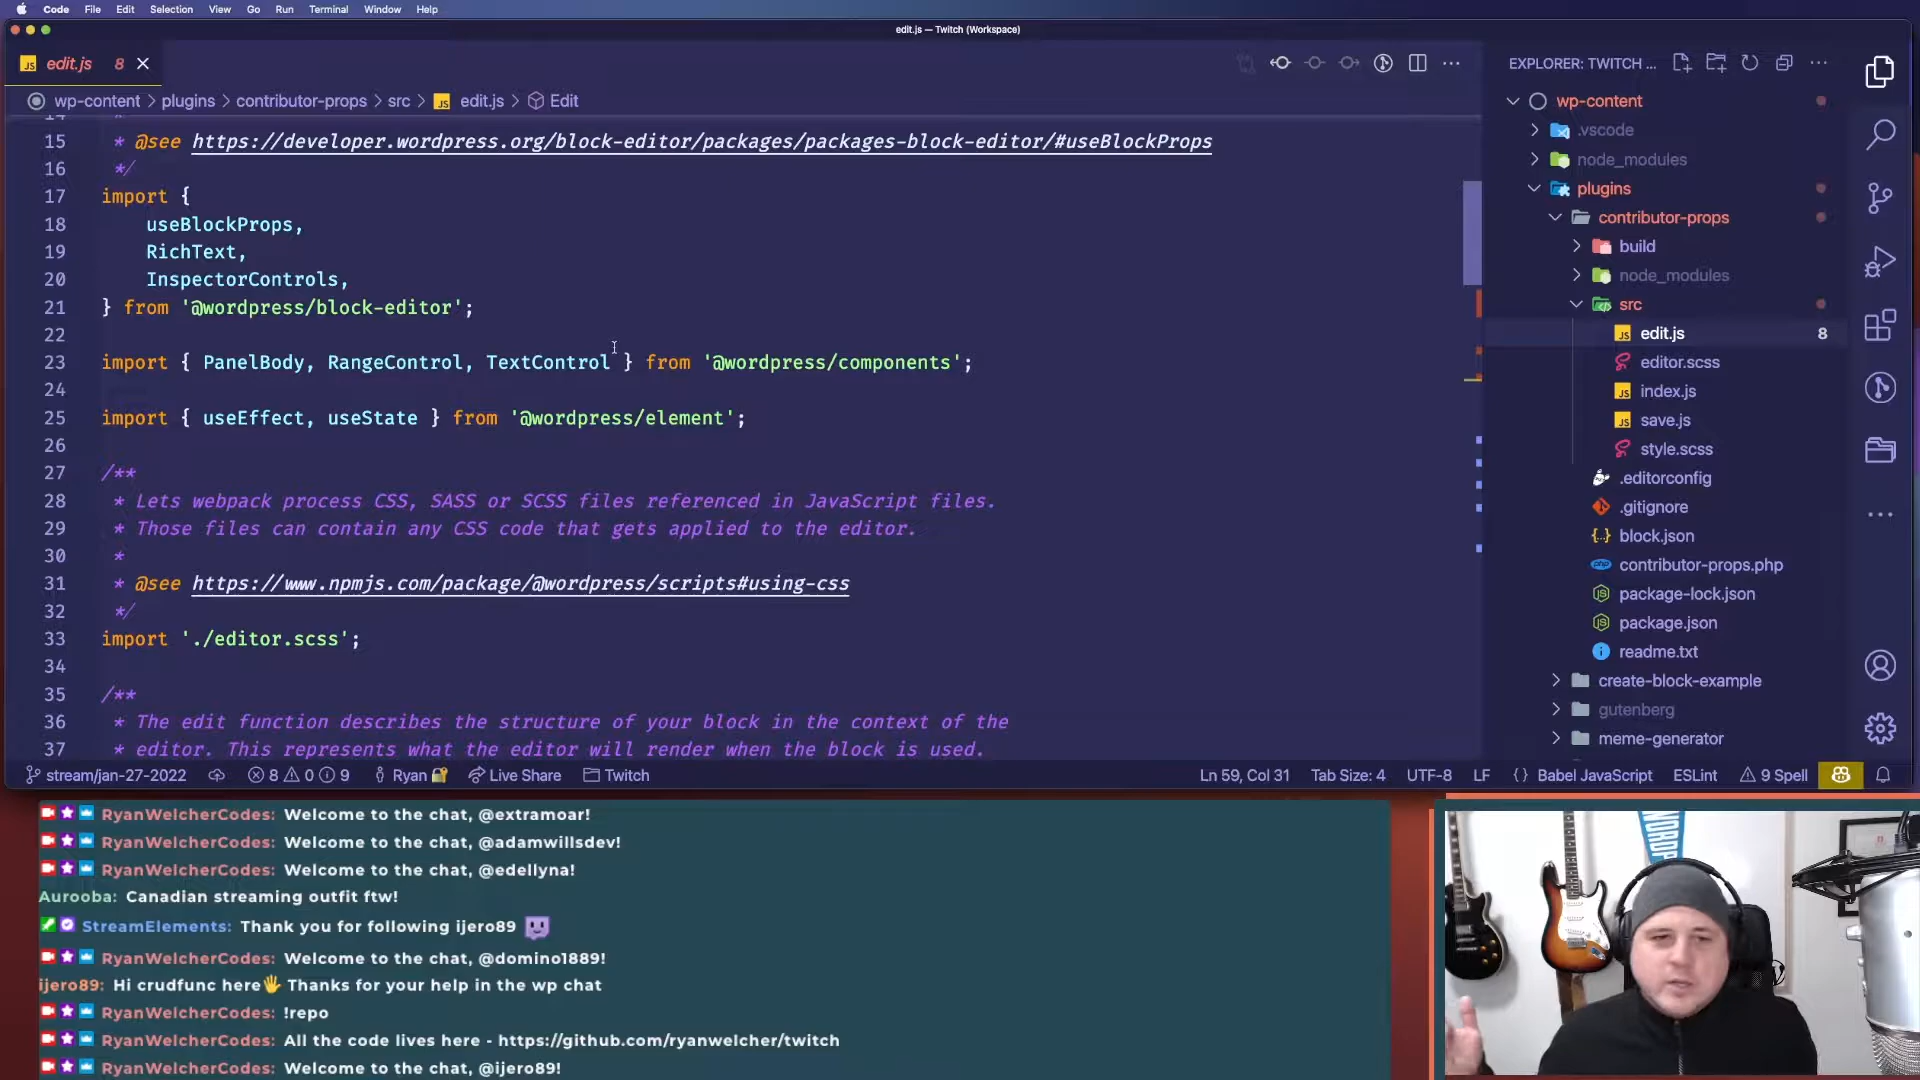 Code File Edit Selection View Go Run Terminal Window Help
edit.js — Twitch (Workspace)
edit.js 8
EXPLORER: TWITCH ...
wp-content > plugins > contributor-props > src > edit.js > Edit
14 *
15 * @see https://developer.wordpress.org/block-editor/packages/packages-block-editor/#useBlockProps
16 */
17 import {
18 useBlockProps,
19 RichText,
20 InspectorControls,
21 } from '@wordpress/block-editor';
22
23 import { PanelBody, RangeControl, TextControl } from '@wordpress/components';
24
25 import { useEffect, useState } from '@wordpress/element';
26
27 /**
28 * Lets webpack process CSS, SASS or SCSS files referenced in JavaScript files.
29 * Those files can contain any CSS code that gets applied to the editor.
30 *
31 * @see https://www.npmjs.com/package/@wordpress/scripts#using-css
32 */
33 import './editor.scss';
34
35 /**
36 * The edit function describes the structure of your block in the context of the
37 * editor. This represents what the editor will render when the block is used.
wp-content
.vscode
node_modules
plugins
contributor-props
build
node_modules
src
edit.js 8
editor.scss
index.js
save.js
style.scss
.editorconfig
.gitignore
block.json
contributor-props.php
package-lock.json
package.json
readme.txt
create-block-example
gutenberg
meme-generator
stream/jan-27-2022 8 0 9 Ryan Live Share Twitch Ln 59, Col 31 Tab Size: 4 UTF-8 LF {} Babel JavaScript ESLint 9 Spell
RyanWelcherCodes: Welcome to the chat, @extramoar!
RyanWelcherCodes: Welcome to the chat, @adamwillsdev!
RyanWelcherCodes: Welcome to the chat, @edellyna!
Aurooba: Canadian streaming outfit ftw!
StreamElements: Thank you for following ijero89
RyanWelcherCodes: Welcome to the chat, @domino1889!
ijero89: Hi crudfunc here🖐 Thanks for your help in the wp chat
RyanWelcherCodes: !repo
RyanWelcherCodes: All the code lives here - https://github.com/ryanwelcher/twitch
RyanWelcherCodes: Welcome to the chat, @ijero89!